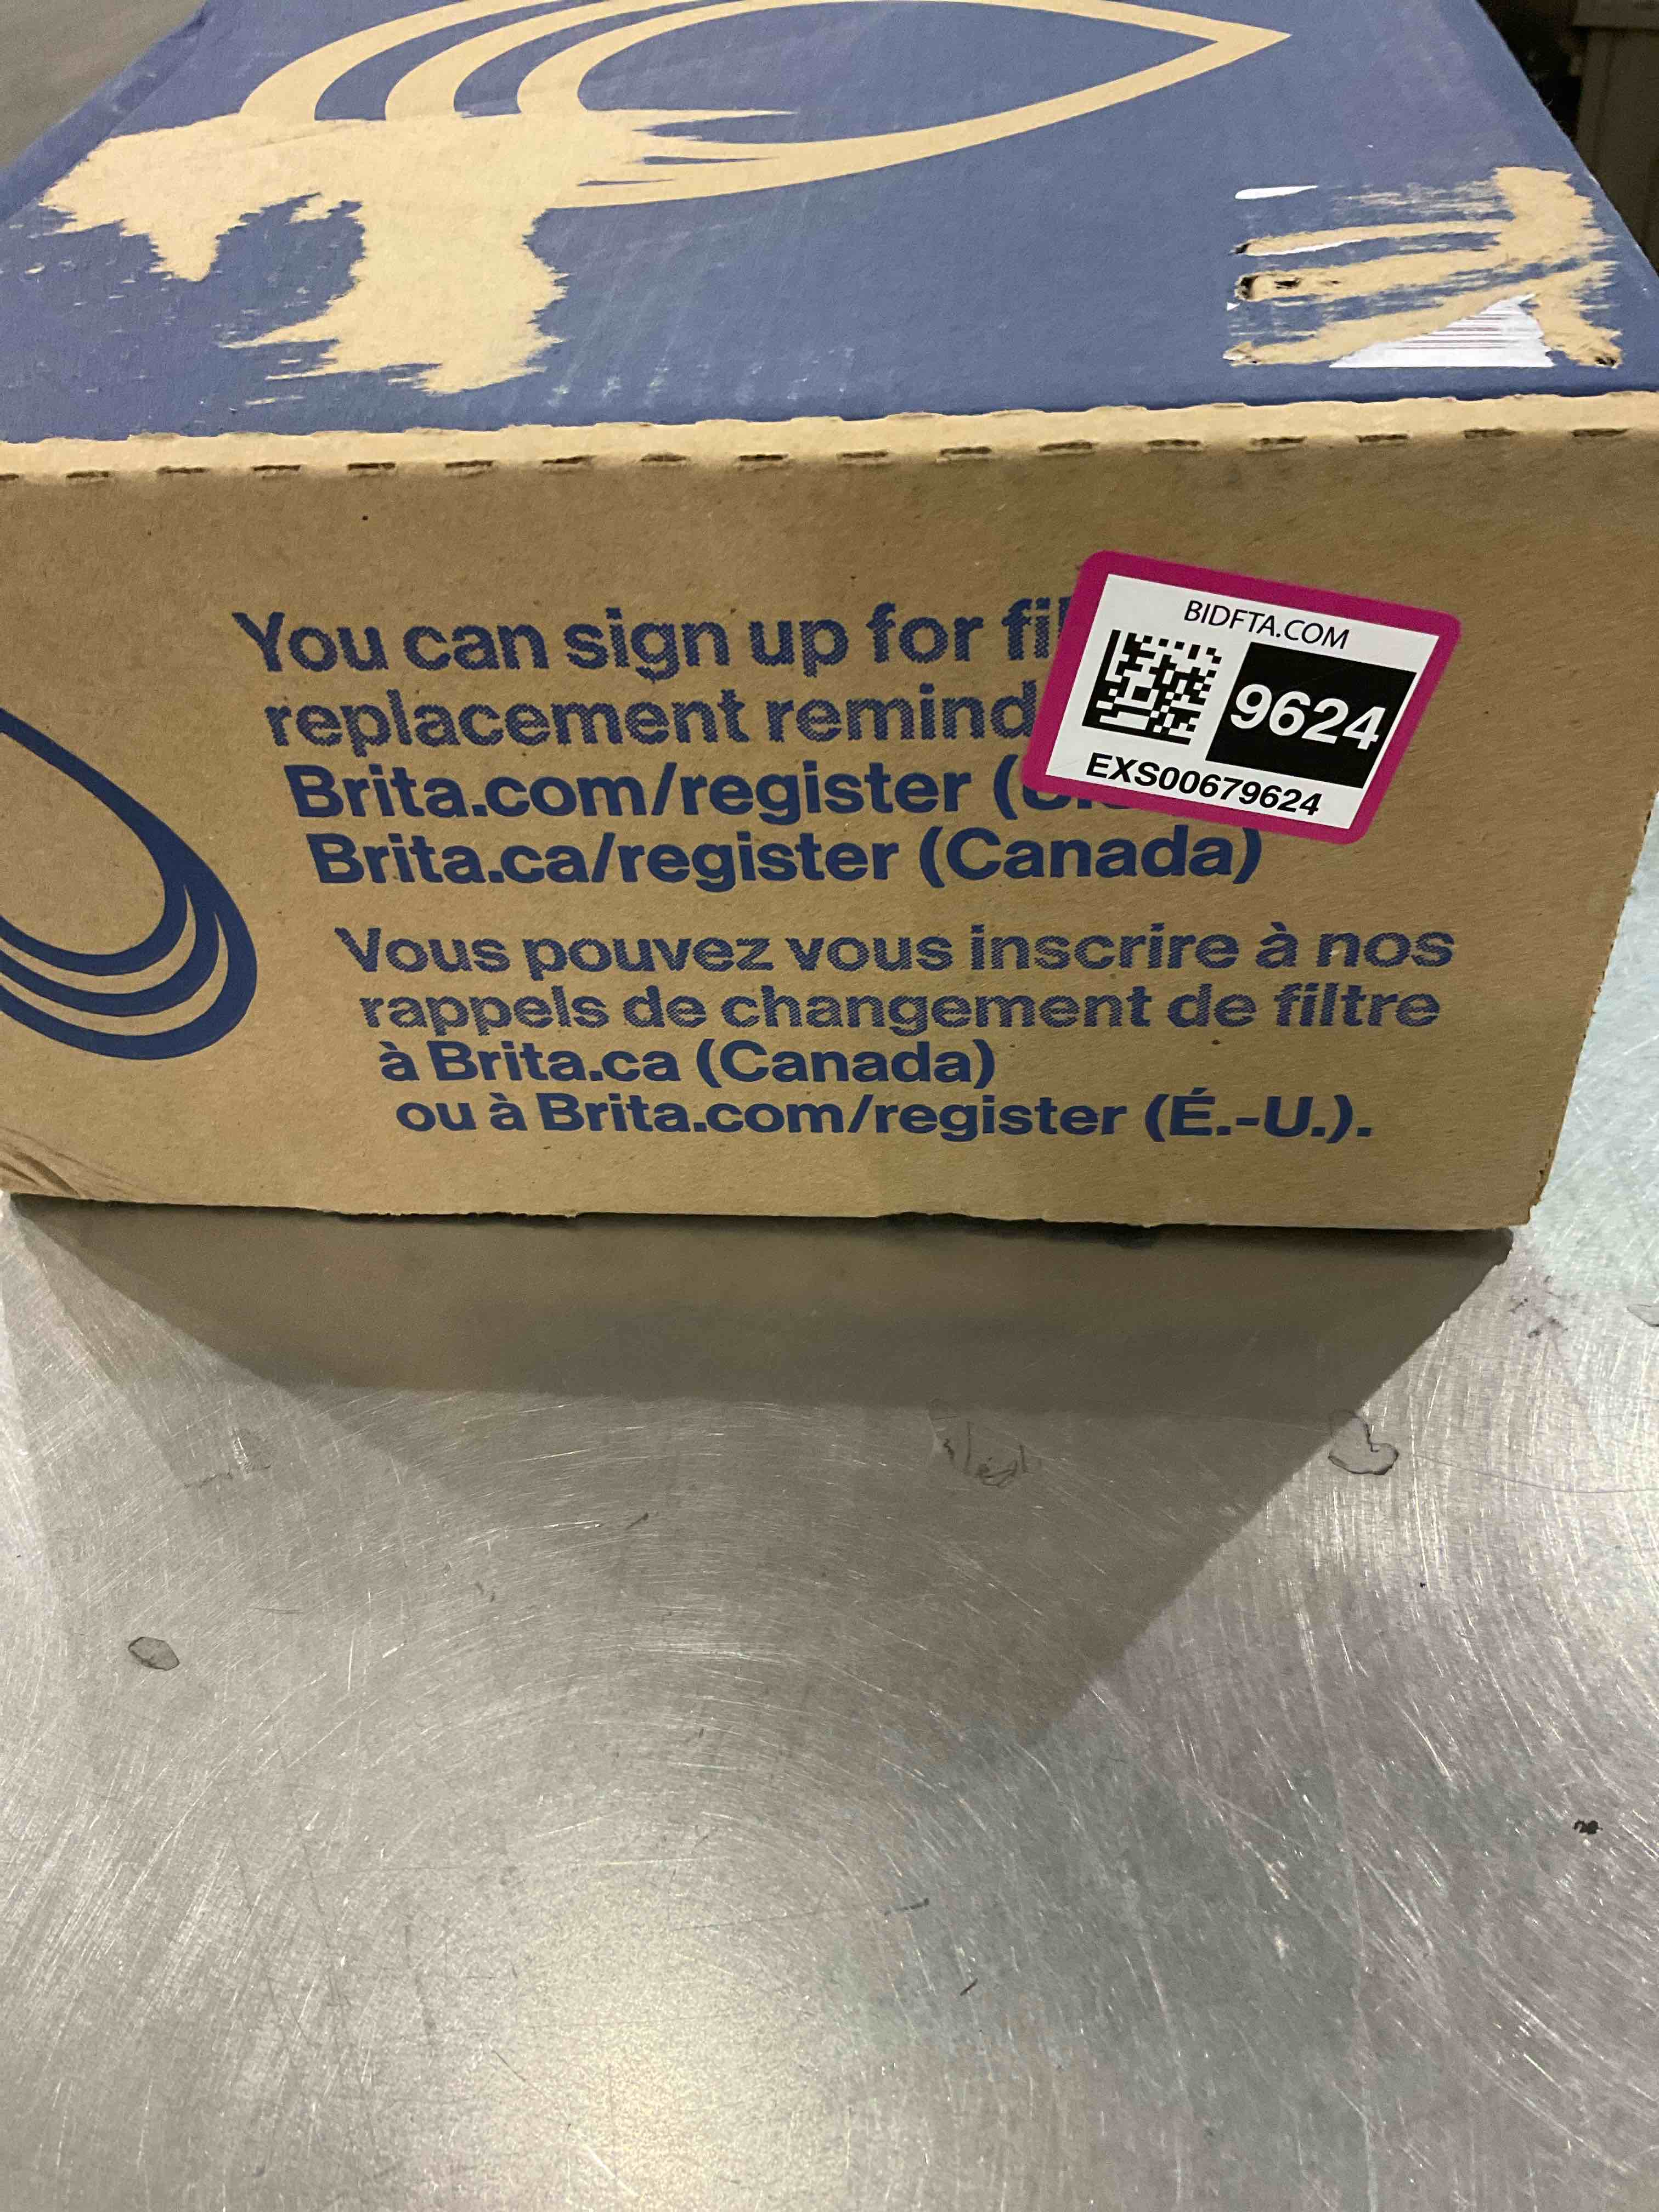 You can sign up for fil
replacement remind
Brita.com/register (
Brita.ca/register (Canada)
Vous pouvez vous inscrire à nos
rappels de changement de filtre
à Brita.ca (Canada)
ou à Brita.com/register (É.-U.).
BIDFTA.COM
9624
EXS00679624